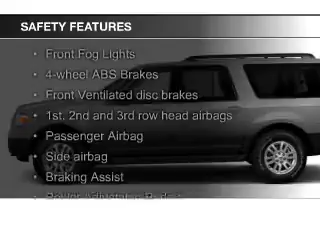 SAFETY FEATURES
• Front Fog Lights
• 4-wheel ABS Brakes
• Front Ventilated disc brakes
• 1st, 2nd and 3rd row head airbags
• Passenger Airbag
• Side airbag
• Braking Assist